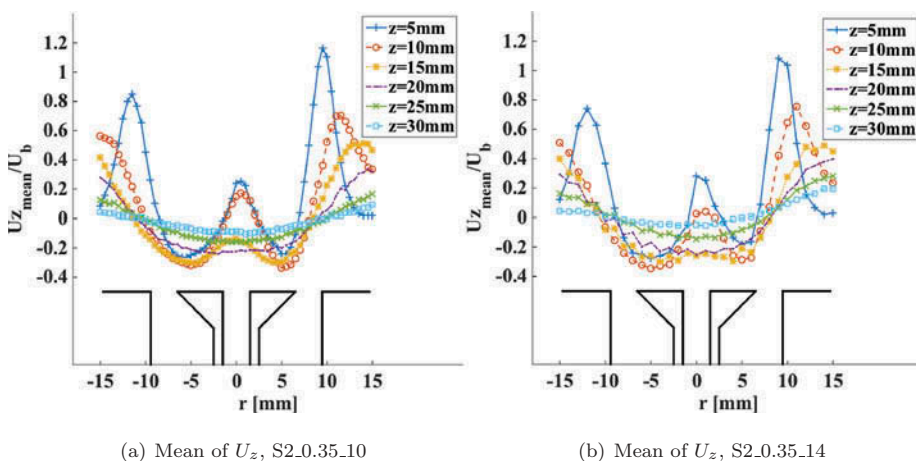 z=5mm
z=10mm
z=15mm
z=20mm
z=25mm
z=30mm
1.2
1
0.8
0.6
0.4
0.2
0
-0.2
-0.4
Uz_mean/U_b
-15 -10 -5 0 5 10 15
r [mm]
(a) Mean of U_z, S2_0.35_10
z=5mm
z=10mm
z=15mm
z=20mm
z=25mm
z=30mm
1.2
1
0.8
0.6
0.4
0.2
0
-0.2
-0.4
Uz_mean/U_b
-15 -10 -5 0 5 10 15
r [mm]
(b) Mean of U_z, S2_0.35_14